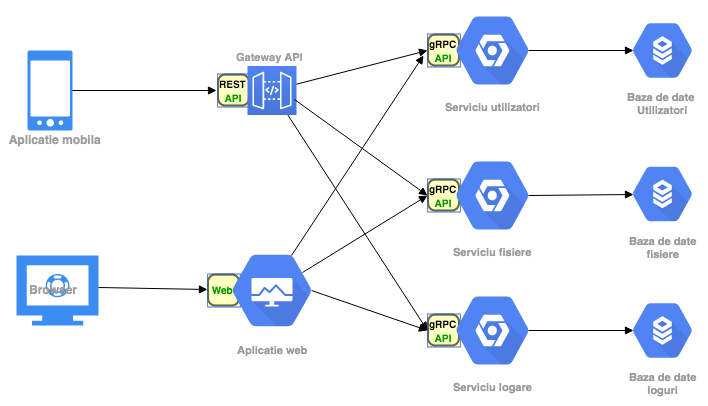 Aplicatie mobila
Gateway API
REST
API
gRPC
API
Serviciu utilizatori
Baza de date
Utilizatori
Browser
Web
Aplicatie web
gRPC
API
Serviciu fisiere
Baza de date
fisiere
gRPC
API
Serviciu logare
Baza de date
loguri